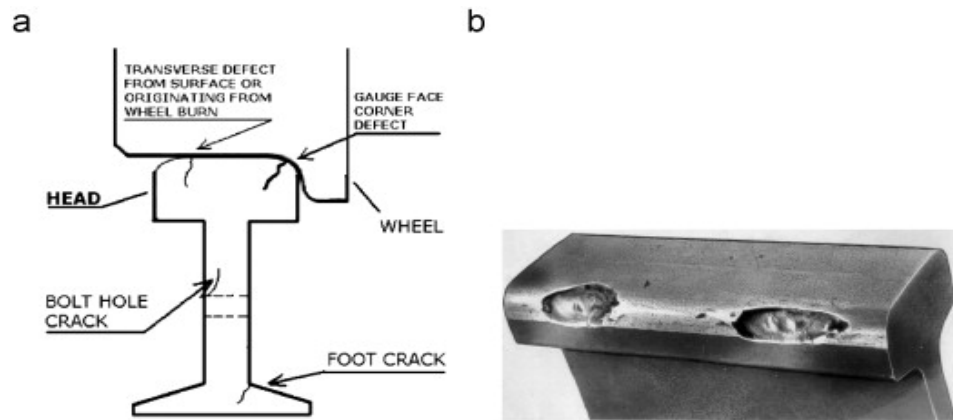 a
b
TRANSVERSE DEFECT
FROM SURFACE OR
ORIGINATING FROM
WHEEL BURN
GAUGE FACE
CORNER
DEFECT
HEAD
WHEEL
BOLT HOLE
CRACK
FOOT CRACK